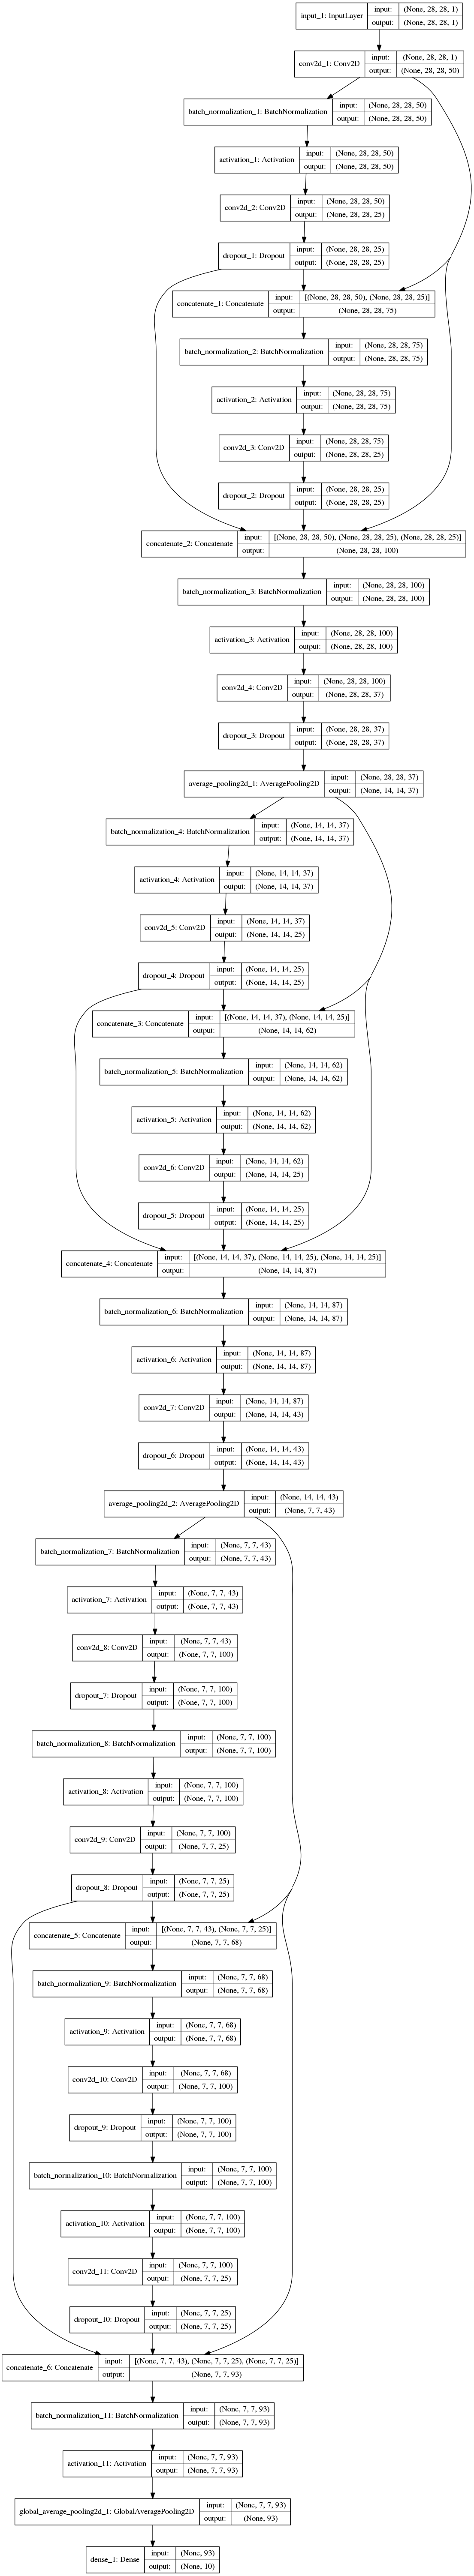 input_1: InputLayer
input: (None, 28, 28, 1)
output: (None, 28, 28, 1)
conv2d_1: Conv2D
input: (None, 28, 28, 1)
output: (None, 28, 28, 50)
batch_normalization_1: BatchNormalization
input: (None, 28, 28, 50)
output: (None, 28, 28, 50)
activation_1: Activation
input: (None, 28, 28, 50)
output: (None, 28, 28, 50)
conv2d_2: Conv2D
input: (None, 28, 28, 50)
output: (None, 28, 28, 25)
dropout_1: Dropout
input: (None, 28, 28, 25)
output: (None, 28, 28, 25)
concatenate_1: Concatenate
input: [(None, 28, 28, 50), (None, 28, 28, 25)]
output: (None, 28, 28, 75)
batch_normalization_2: BatchNormalization
input: (None, 28, 28, 75)
output: (None, 28, 28, 75)
activation_2: Activation
input: (None, 28, 28, 75)
output: (None, 28, 28, 75)
conv2d_3: Conv2D
input: (None, 28, 28, 75)
output: (None, 28, 28, 25)
dropout_2: Dropout
input: (None, 28, 28, 25)
output: (None, 28, 28, 25)
concatenate_2: Concatenate
input: [(None, 28, 28, 50), (None, 28, 28, 25), (None, 28, 28, 25)]
output: (None, 28, 28, 100)
batch_normalization_3: BatchNormalization
input: (None, 28, 28, 100)
output: (None, 28, 28, 100)
activation_3: Activation
input: (None, 28, 28, 100)
output: (None, 28, 28, 100)
conv2d_4: Conv2D
input: (None, 28, 28, 100)
output: (None, 28, 28, 37)
dropout_3: Dropout
input: (None, 28, 28, 37)
output: (None, 28, 28, 37)
average_pooling2d_1: AveragePooling2D
input: (None, 28, 28, 37)
output: (None, 14, 14, 37)
batch_normalization_4: BatchNormalization
input: (None, 14, 14, 37)
output: (None, 14, 14, 37)
activation_4: Activation
input: (None, 14, 14, 37)
output: (None, 14, 14, 37)
conv2d_5: Conv2D
input: (None, 14, 14, 37)
output: (None, 14, 14, 25)
dropout_4: Dropout
input: (None, 14, 14, 25)
output: (None, 14, 14, 25)
concatenate_3: Concatenate
input: [(None, 14, 14, 37), (None, 14, 14, 25)]
output: (None, 14, 14, 62)
batch_normalization_5: BatchNormalization
input: (None, 14, 14, 62)
output: (None, 14, 14, 62)
activation_5: Activation
input: (None, 14, 14, 62)
output: (None, 14, 14, 62)
conv2d_6: Conv2D
input: (None, 14, 14, 62)
output: (None, 14, 14, 25)
dropout_5: Dropout
input: (None, 14, 14, 25)
output: (None, 14, 14, 25)
concatenate_4: Concatenate
input: [(None, 14, 14, 37), (None, 14, 14, 25), (None, 14, 14, 25)]
output: (None, 14, 14, 87)
batch_normalization_6: BatchNormalization
input: (None, 14, 14, 87)
output: (None, 14, 14, 87)
activation_6: Activation
input: (None, 14, 14, 87)
output: (None, 14, 14, 87)
conv2d_7: Conv2D
input: (None, 14, 14, 87)
output: (None, 14, 14, 43)
dropout_6: Dropout
input: (None, 14, 14, 43)
output: (None, 14, 14, 43)
average_pooling2d_2: AveragePooling2D
input: (None, 14, 14, 43)
output: (None, 7, 7, 43)
batch_normalization_7: BatchNormalization
input: (None, 7, 7, 43)
output: (None, 7, 7, 43)
activation_7: Activation
input: (None, 7, 7, 43)
output: (None, 7, 7, 43)
conv2d_8: Conv2D
input: (None, 7, 7, 43)
output: (None, 7, 7, 100)
dropout_7: Dropout
input: (None, 7, 7, 100)
output: (None, 7, 7, 100)
batch_normalization_8: BatchNormalization
input: (None, 7, 7, 100)
output: (None, 7, 7, 100)
activation_8: Activation
input: (None, 7, 7, 100)
output: (None, 7, 7, 100)
conv2d_9: Conv2D
input: (None, 7, 7, 100)
output: (None, 7, 7, 25)
dropout_8: Dropout
input: (None, 7, 7, 25)
output: (None, 7, 7, 25)
concatenate_5: Concatenate
input: [(None, 7, 7, 43), (None, 7, 7, 25)]
output: (None, 7, 7, 68)
batch_normalization_9: BatchNormalization
input: (None, 7, 7, 68)
output: (None, 7, 7, 68)
activation_9: Activation
input: (None, 7, 7, 68)
output: (None, 7, 7, 68)
conv2d_10: Conv2D
input: (None, 7, 7, 68)
output: (None, 7, 7, 100)
dropout_9: Dropout
input: (None, 7, 7, 100)
output: (None, 7, 7, 100)
batch_normalization_10: BatchNormalization
input: (None, 7, 7, 100)
output: (None, 7, 7, 100)
activation_10: Activation
input: (None, 7, 7, 100)
output: (None, 7, 7, 100)
conv2d_11: Conv2D
input: (None, 7, 7, 100)
output: (None, 7, 7, 25)
dropout_10: Dropout
input: (None, 7, 7, 25)
output: (None, 7, 7, 25)
concatenate_6: Concatenate
input: [(None, 7, 7, 43), (None, 7, 7, 25), (None, 7, 7, 25)]
output: (None, 7, 7, 93)
batch_normalization_11: BatchNormalization
input: (None, 7, 7, 93)
output: (None, 7, 7, 93)
activation_11: Activation
input: (None, 7, 7, 93)
output: (None, 7, 7, 93)
global_average_pooling2d_1: GlobalAveragePooling2D
input: (None, 7, 7, 93)
output: (None, 93)
dense_1: Dense
input: (None, 93)
output: (None, 10)